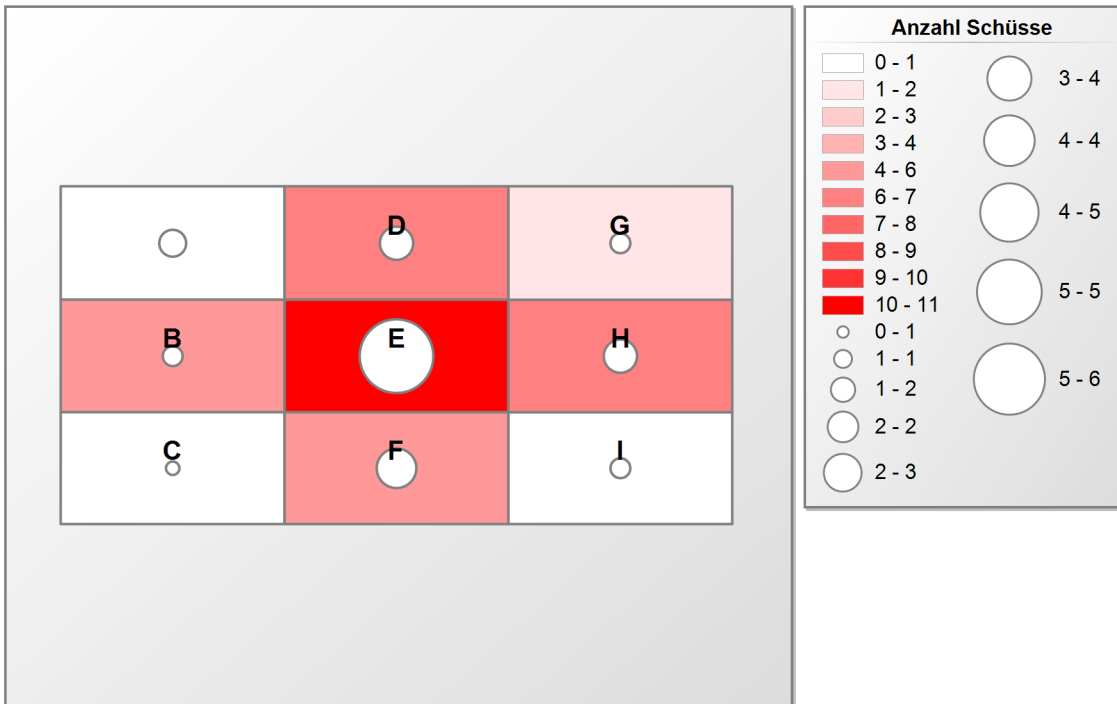 Anzahl Schüsse
0 - 1
1 - 2
2 - 3
3 - 4
4 - 6
6 - 7
7 - 8
8 - 9
9 - 10
10 - 11
0 - 1
1 - 1
1 - 2
2 - 2
2 - 3
3 - 4
4 - 4
4 - 5
5 - 5
5 - 6
D G
B E H
C F I